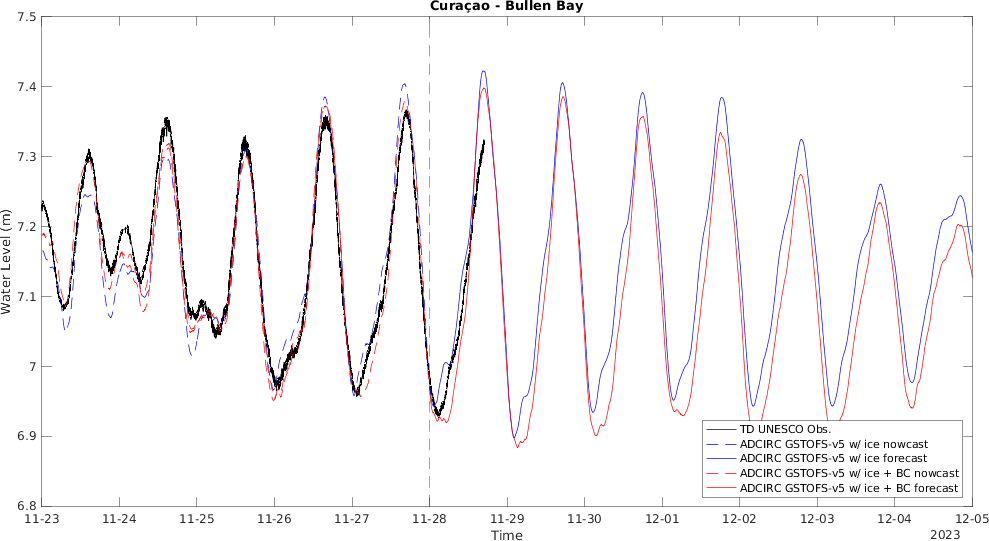 Curaçao - Bullen Bay
7.5
7.4
7.3
7.2
7.1
7
6.9
6.8
Water Level (m)
11-23
11-24
11-25
11-26
11-27
11-28
11-29
11-30
12-01
12-02
12-03
12-04
12-05
Time
2023
TD UNESCO Obs.
ADCIRC GSTOFS-v5 w/ ice nowcast
ADCIRC GSTOFS-v5 w/ ice forecast
ADCIRC GSTOFS-v5 w/ ice + BC nowcast
ADCIRC GSTOFS-v5 w/ ice + BC forecast